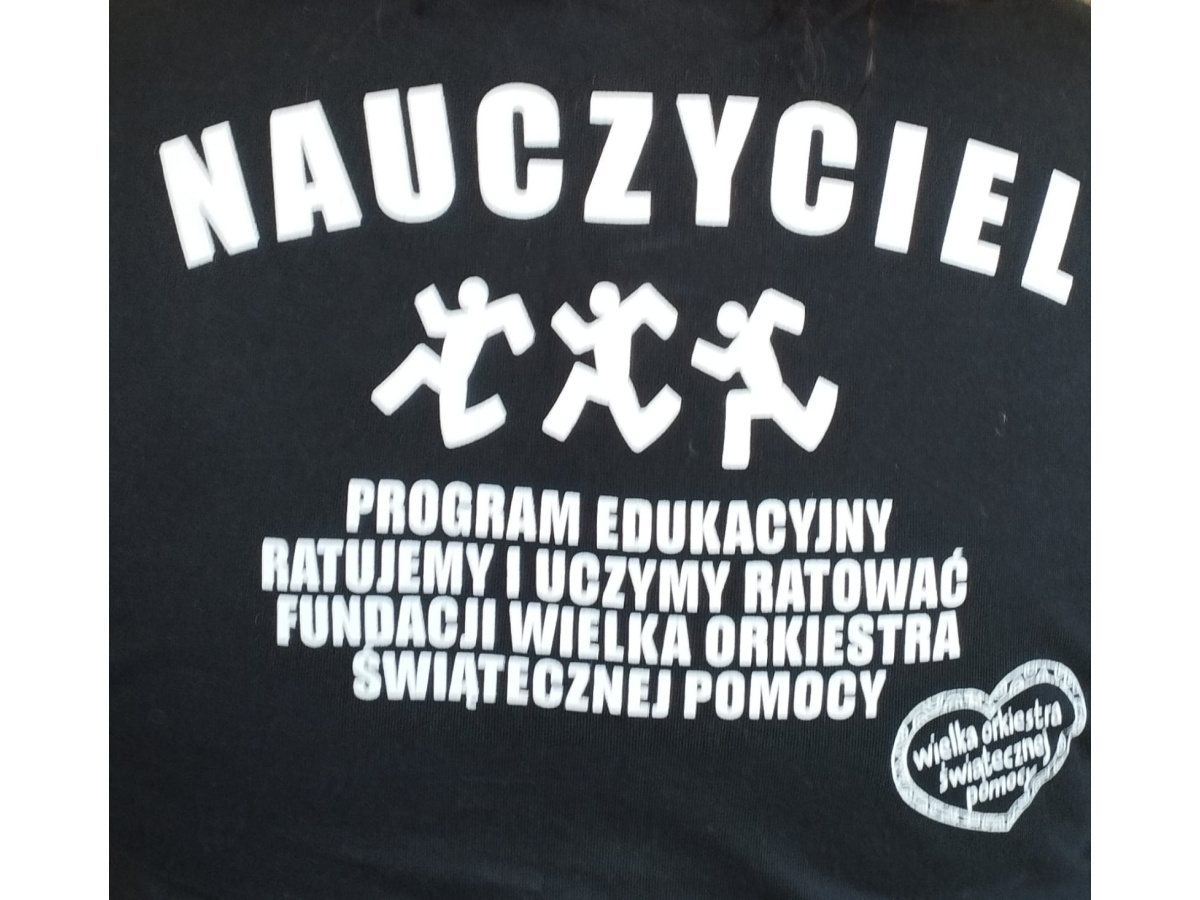 NAUCZYCIEL
PROGRAM EDUKACYJNY
RATUJEMY I UCZYMY RATOWAĆ
FUNDACJI WIELKA ORKIESTRA
ŚWIĄTECZNEJ POMOCY
wielka orkiestra
świątecznej
pomocy